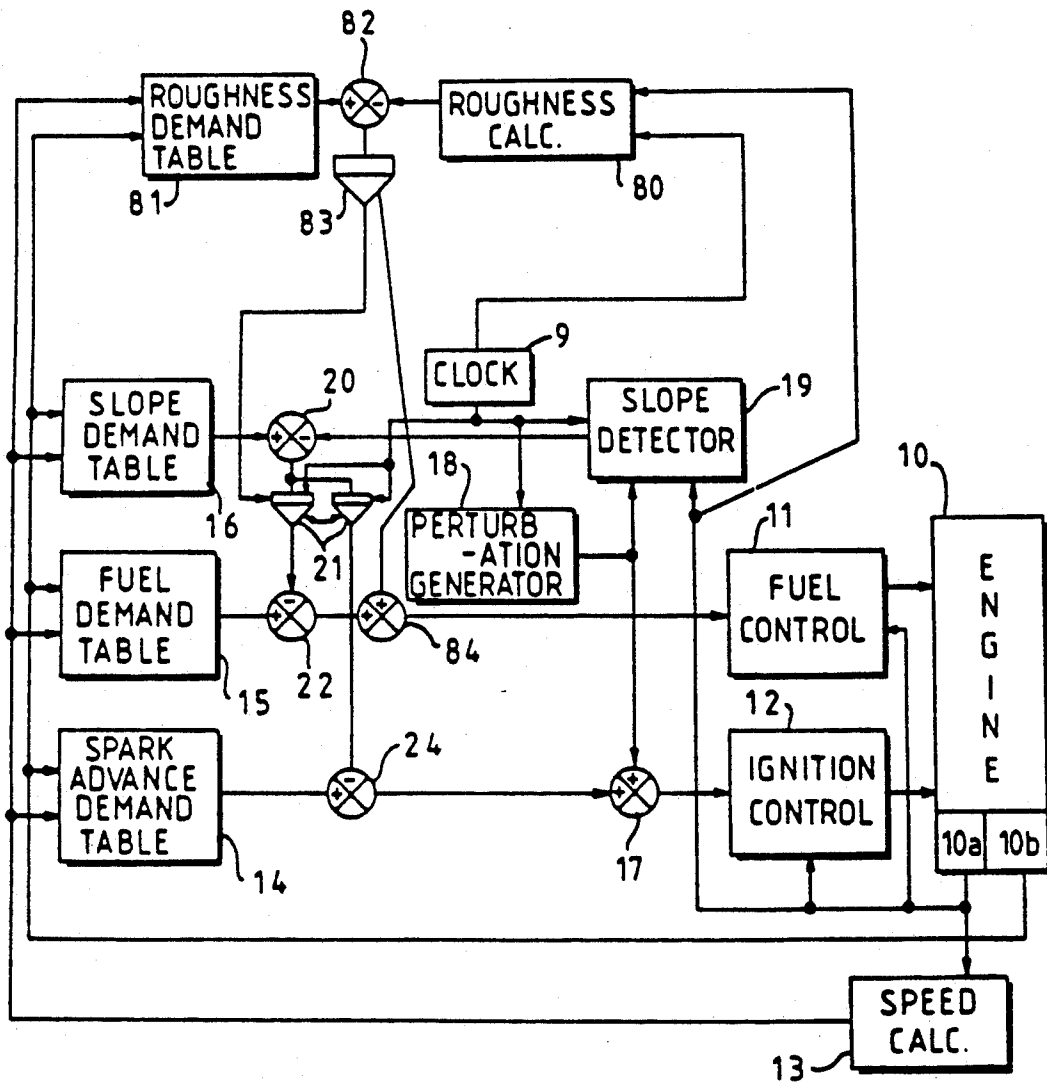 82
ROUGHNESS
DEMAND
TABLE
81
+
-
ROUGHNESS
CALC.
80
83
9
CLOCK
SLOPE
DEMAND
TABLE
16
20
+
-
SLOPE
DETECTOR
19
18
PERTURB
-ATION
GENERATOR
21
10
ENGINE
10a
10b
11
FUEL
CONTROL
FUEL
DEMAND
TABLE
15
-
+
22
+
+
84
12
IGNITION
CONTROL
SPARK
ADVANCE
DEMAND
TABLE
14
-
+
24
+
+
17
SPEED
CALC.
13